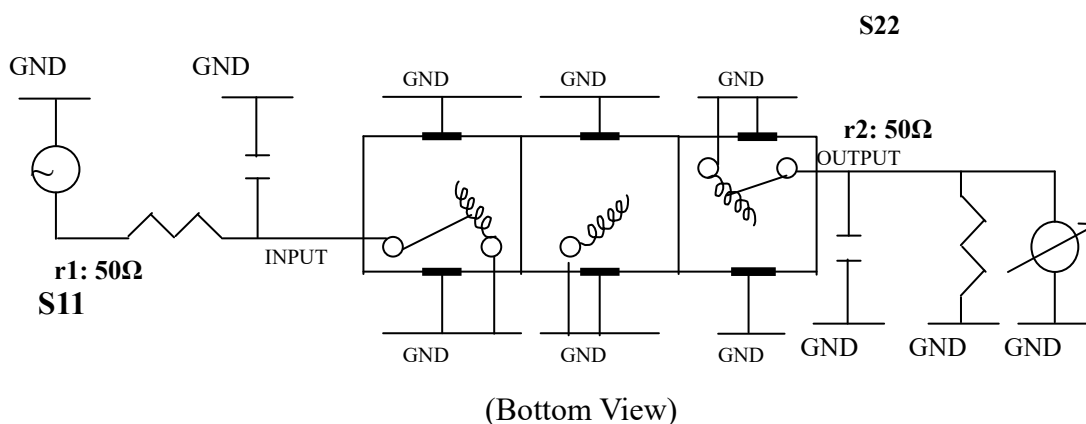 S22
GND
GND
GND
GND
GND
r2: 50Ω
OUTPUT
INPUT
r1: 50Ω
S11
GND
GND
GND
GND
GND
GND
(Bottom View)